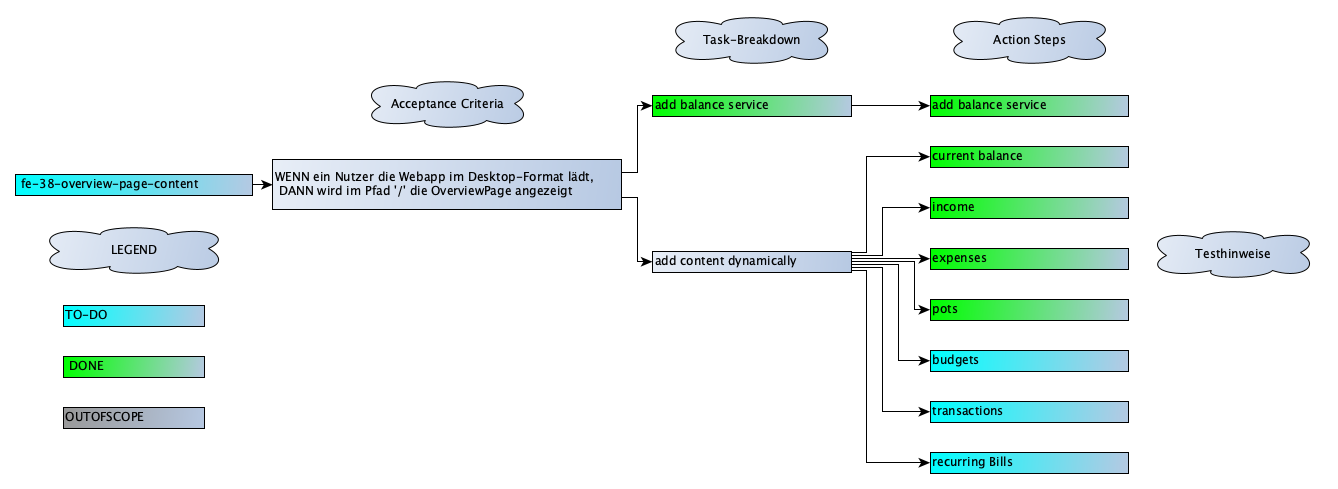 Task-Breakdown
Action Steps
Acceptance Criteria
add balance service
add balance service
current balance
fe-38-overview-page-content
WENN ein Nutzer die Webapp im Desktop-Format lädt,
DANN wird im Pfad '/' die OverviewPage angezeigt
income
LEGEND
add content dynamically
expenses
Testhinweise
TO-DO
pots
DONE
budgets
OUTOFSCOPE
transactions
recurring Bills